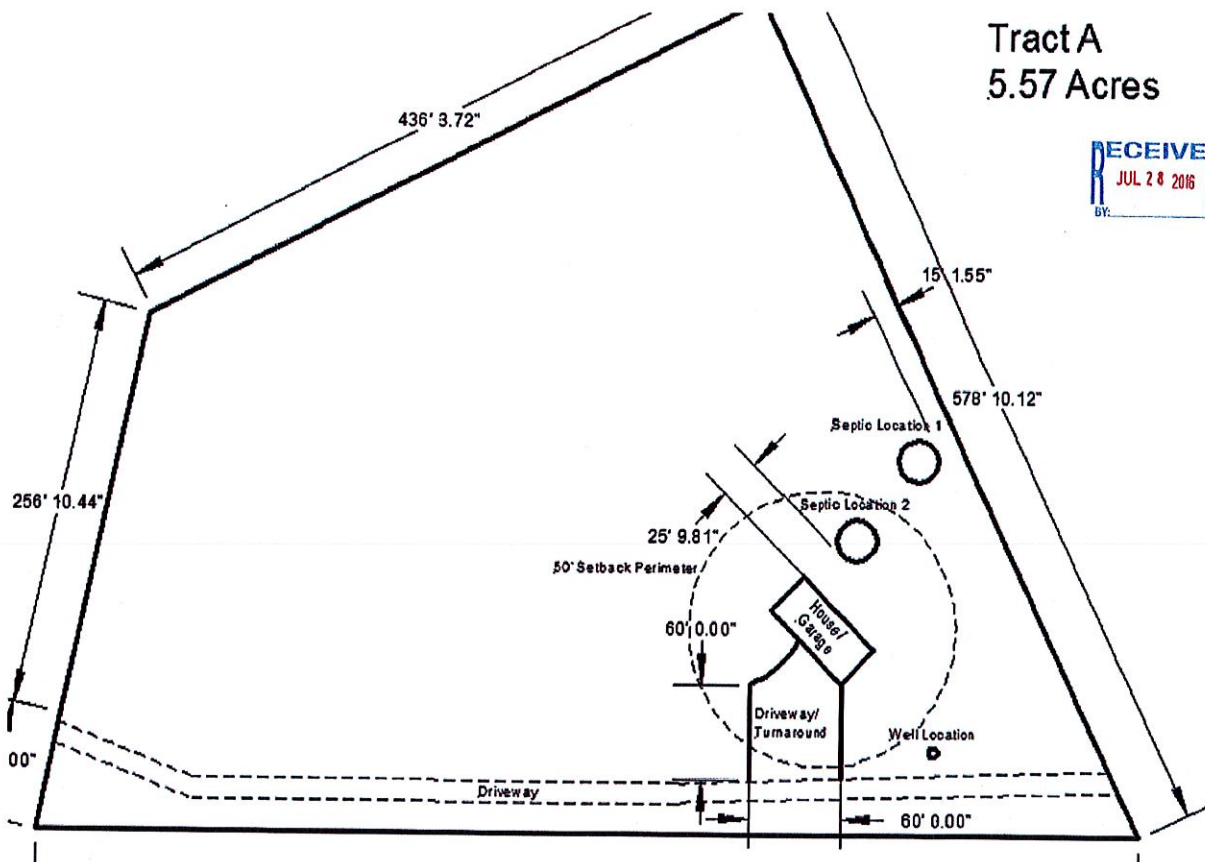 Tract A
5.57 Acres
RECEIVE
JUL 28 2016
BY:
436' 3.72"
15' 1.55"
578' 10.12"
Septic Location 1
256' 10.44"
Septic Location 2
25' 9.81"
50' Setback Perimeter
House/
Garage
60' 0.00"
Driveway/
Turnaround
Well Location
00"
Driveway
60' 0.00"